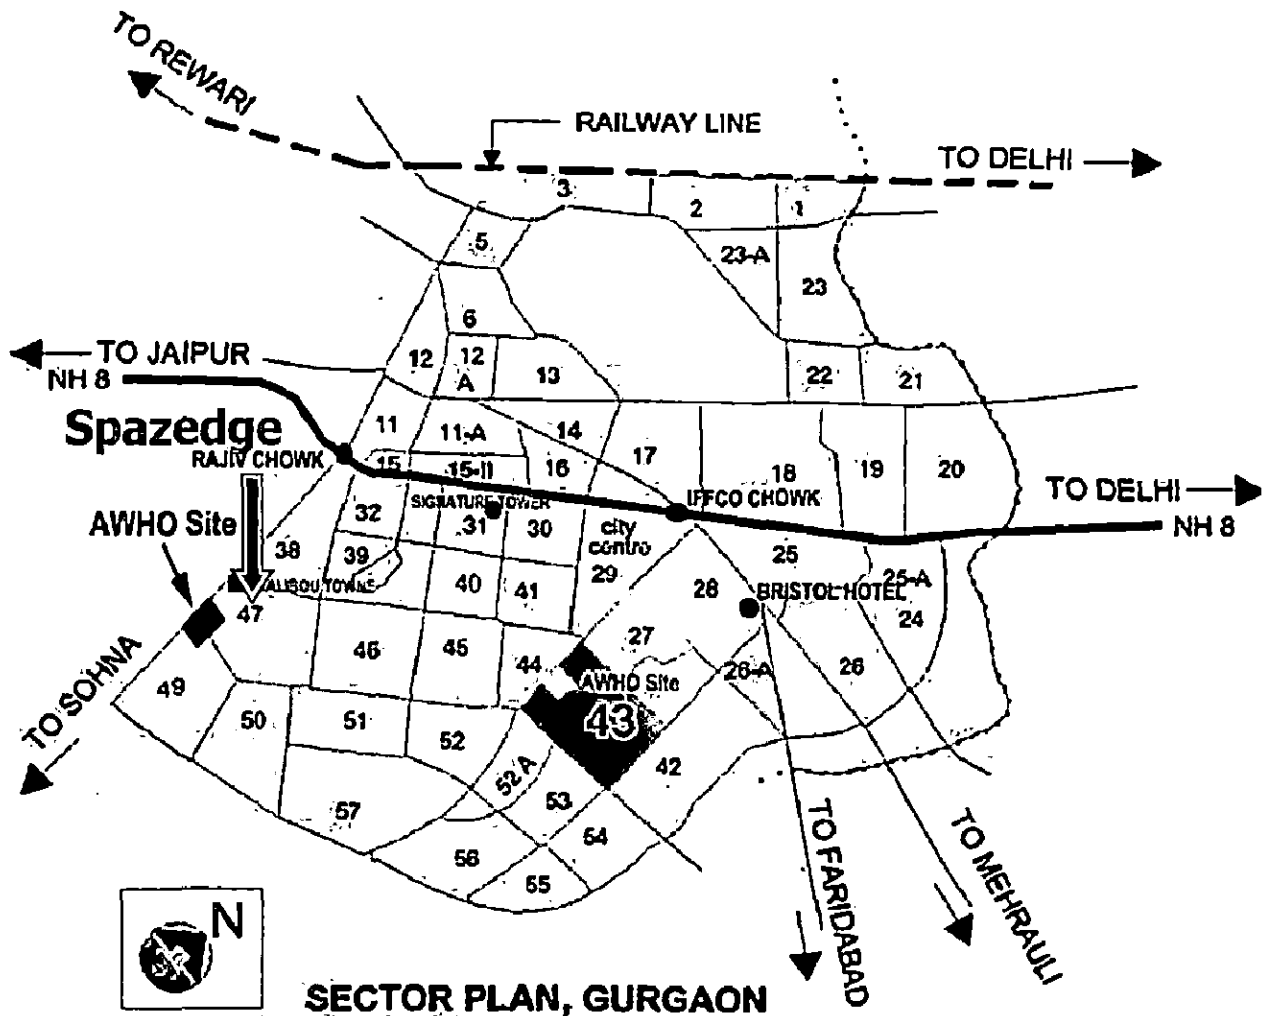 TO REWARI
RAILWAY LINE
TO DELHI
3
2
1
5
23-A
23
6
TO JAIPUR
NH 8
12
12
A
13
22
21
Spazedge
11
11-A
14
RAJIV CHOWK
15
15-II
16
17
18
19
20
TO DELHI
NH 8
IFFCO CHOWK
SIGNATURE TOWER
AWHO Site
32
31
30
city
centre
29
25
38
39
40
41
28
BRISTOL HOTEL
25-A
24
47
27
46
45
44
26-A
26
AWHO Site
43
TO SOHNA
49
50
51
52
42
52 A
53
57
54
56
55
TO FARIDABAD
TO MEHRAULI
N
SECTOR PLAN, GURGAON